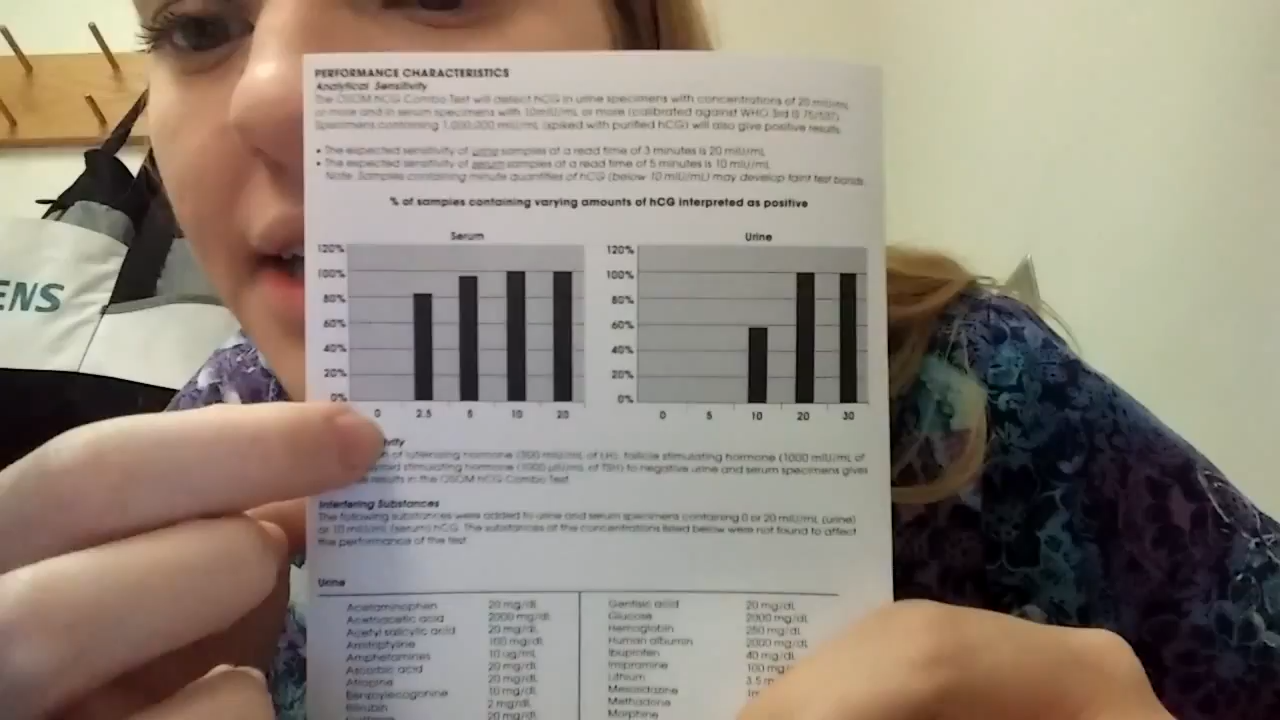 PERFORMANCE CHARACTERISTICS
Analytical Sensitivity
The OSOM hCG Combo Test will detect hCG in urine specimens with concentrations of 20 mIU/mL
or more and in serum specimens with 10mIU/mL or more (calibrated against WHO 3rd IS 75/537).
Specimens containing 1,000,000 mIU/mL (spiked with purified hCG) will also give positive results.
• The expected sensitivity of urine samples at a read time of 3 minutes is 20 mIU/mL
• The expected sensitivity of serum samples at a read time of 5 minutes is 10 mIU/mL
Note: Samples containing minute quantities of hCG (below 10 mIU/mL) may develop faint test bands.
% of samples containing varying amounts of hCG interpreted as positive
Serum
120%
100%
80%
60%
40%
20%
0%
0 2.5 5 10 20
Urine
120%
100%
80%
60%
40%
20%
0%
0 5 10 20 30
of luteinizing hormone (300 mIU/mL of LH), follicle stimulating hormone (1000 mIU/mL of
stimulating hormone (1000 µIU/mL of TSH) to negative urine and serum specimens gives
results in the OSOM hCG Combo Test.
Interfering Substances
The following substances were added to urine and serum specimens containing 0 or 20 mIU/mL (urine)
or 10 mIU/mL (serum) hCG. The substances at the concentrations listed below were not found to affect
the performance of the test.
Urine
Acetaminophen 20 mg/dL
Acetoacetic acid 2000 mg/dL
Acetyl salicylic acid 20 mg/dL
Amitriptyline 100 mg/dL
Amphetamines 10 ug/mL
Ascorbic acid 20 mg/dL
Atropine 20 mg/dL
Benzoylecogonine 10 mg/dL
Bilirubin 2 mg/dL
20 mg/dL
Gentisic acid 20 mg/dL
Glucose 2000 mg/dL
Hemoglobin 250 mg/dL
Human albumin 2000 mg/dL
Ibuprofen 40 mg/dL
Imipramine 100 mg/
Lithium 3.5 m
Mesoridazine
Methadone
Morphine
ENS